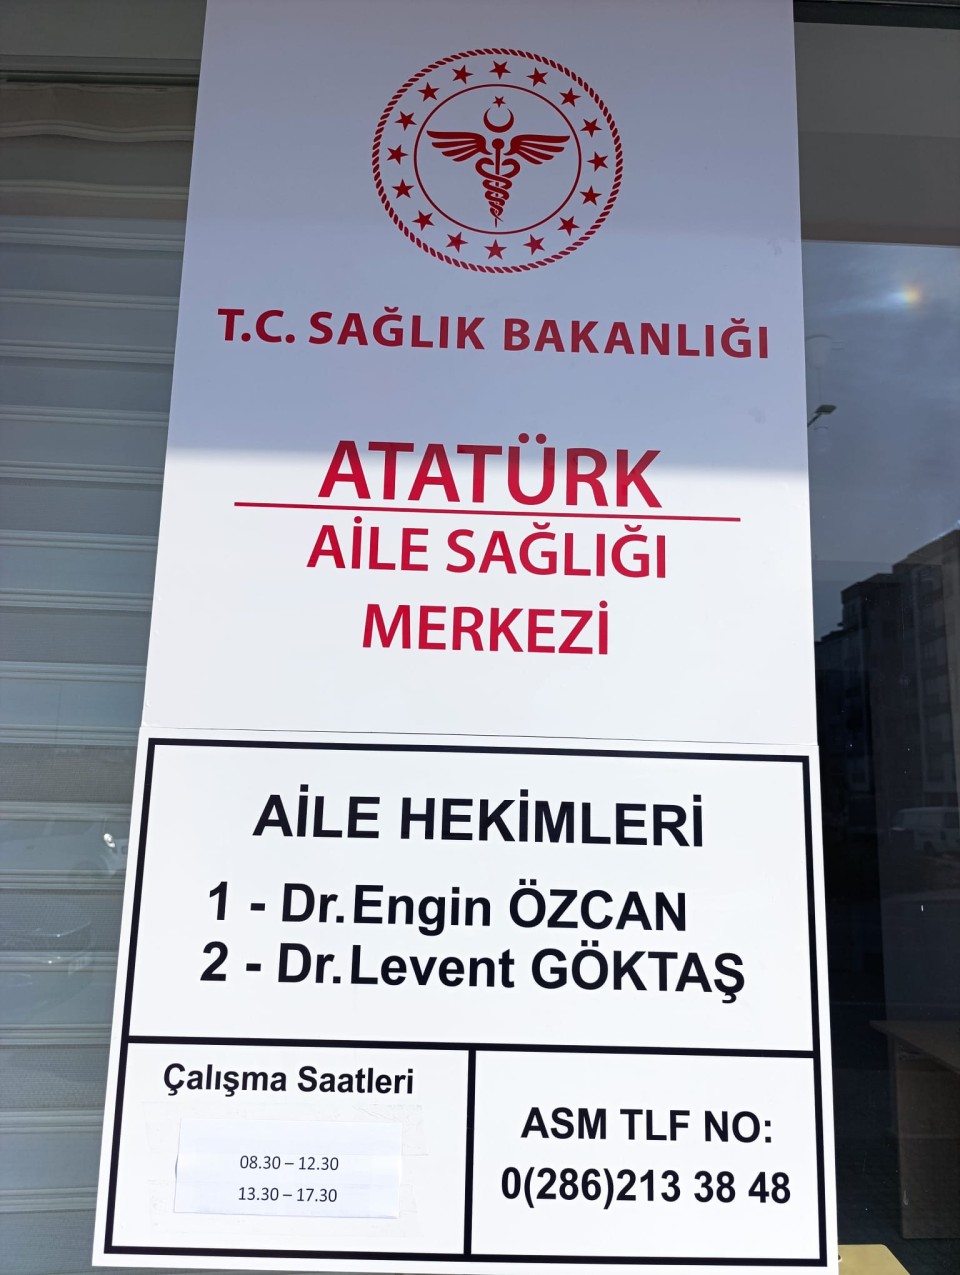 T.C. SAĞLIK BAKANLIĞI
ATATÜRK
AİLE SAĞLIĞI
MERKEZİ
AİLE HEKİMLERİ
1 - Dr.Engin ÖZCAN
2 - Dr.Levent GÖKTAŞ
Çalışma Saatleri
08.30 – 12.30
13.30 – 17.30
ASM TLF NO:
0(286)213 38 48